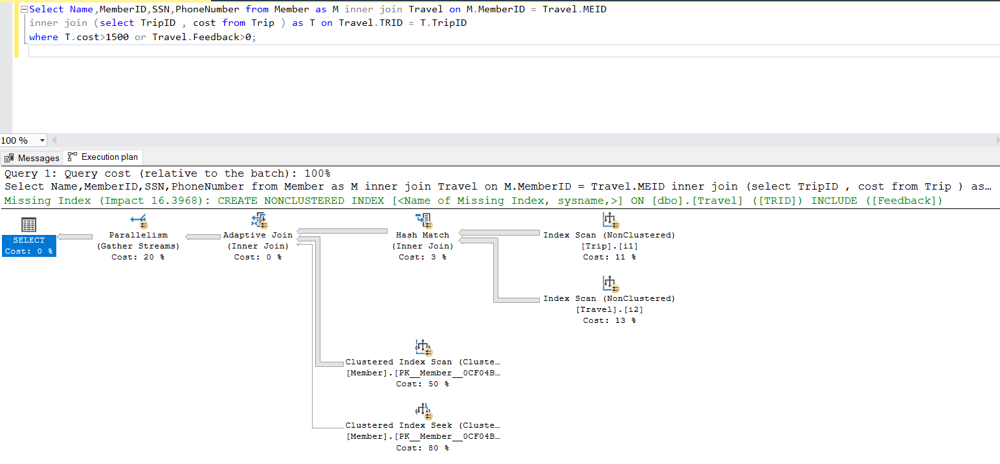 Select Name,MemberID,SSN,PhoneNumber from Member as M inner join Travel on M.MemberID = Travel.MEID
inner join (select TripID , cost from Trip ) as T on Travel.TRID = T.TripID
where T.cost>1500 or Travel.Feedback>0;
100 %
Messages Execution plan
Query 1: Query cost (relative to the batch): 100%
Select Name,MemberID,SSN,PhoneNumber from Member as M inner join Travel on M.MemberID = Travel.MEID inner join (select TripID , cost from Trip ) as…
Missing Index (Impact 16.3968): CREATE NONCLUSTERED INDEX [<Name of Missing Index, sysname,>] ON [dbo].[Travel] ([TRID]) INCLUDE ([Feedback])
SELECT
Cost: 0 %
Parallelism
(Gather Streams)
Cost: 20 %
Adaptive Join
(Inner Join)
Cost: 0 %
Hash Match
(Inner Join)
Cost: 3 %
Index Scan (NonClustered)
[Trip].[i1]
Cost: 11 %
Index Scan (NonClustered)
[Travel].[i2]
Cost: 13 %
Clustered Index Scan (Cluste…
[Member].[PK__Member__0CF04B…
Cost: 50 %
Clustered Index Seek (Cluste…
[Member].[PK__Member__0CF04B…
Cost: 80 %